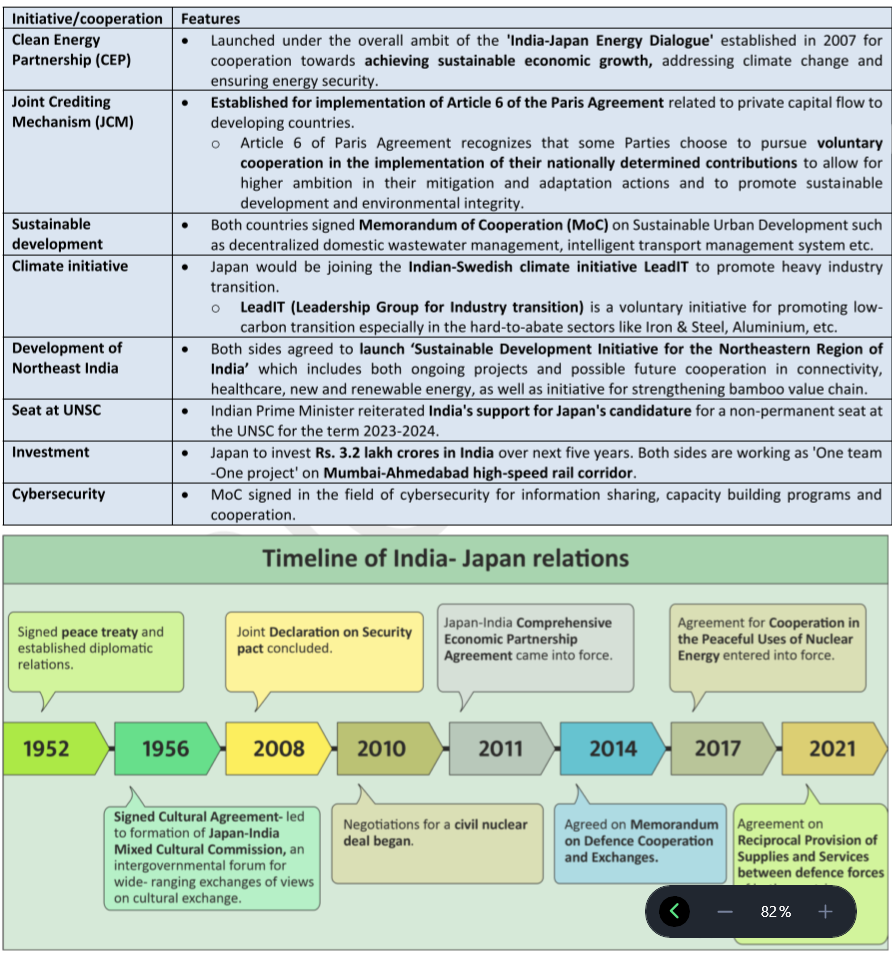 Initiative/cooperation Features
Clean Energy Partnership (CEP)
• Launched under the overall ambit of the 'India-Japan Energy Dialogue' established in 2007 for
cooperation towards achieving sustainable economic growth, addressing climate change and
ensuring energy security.
Joint Crediting Mechanism (JCM)
• Established for implementation of Article 6 of the Paris Agreement related to private capital flow to
developing countries.
o Article 6 of Paris Agreement recognizes that some Parties choose to pursue voluntary
cooperation in the implementation of their nationally determined contributions to allow for
higher ambition in their mitigation and adaptation actions and to promote sustainable
development and environmental integrity.
Sustainable development
• Both countries signed Memorandum of Cooperation (MoC) on Sustainable Urban Development such
as decentralized domestic wastewater management, intelligent transport management system etc.
Climate initiative
• Japan would be joining the Indian-Swedish climate initiative LeadIT to promote heavy industry
transition.
o LeadIT (Leadership Group for Industry transition) is a voluntary initiative for promoting low-
carbon transition especially in the hard-to-abate sectors like Iron & Steel, Aluminium, etc.
Development of Northeast India
• Both sides agreed to launch ‘Sustainable Development Initiative for the Northeastern Region of
India’ which includes both ongoing projects and possible future cooperation in connectivity,
healthcare, new and renewable energy, as well as initiative for strengthening bamboo value chain.
Seat at UNSC
• Indian Prime Minister reiterated India's support for Japan's candidature for a non-permanent seat at
the UNSC for the term 2023-2024.
Investment
• Japan to invest Rs. 3.2 lakh crores in India over next five years. Both sides are working as 'One team
-One project' on Mumbai-Ahmedabad high-speed rail corridor.
Cybersecurity
• MoC signed in the field of cybersecurity for information sharing, capacity building programs and
cooperation.
Timeline of India- Japan relations
Signed peace treaty and
established diplomatic
relations.
Joint Declaration on Security
pact concluded.
Japan-India Comprehensive
Economic Partnership
Agreement came into force.
Agreement for Cooperation in
the Peaceful Uses of Nuclear
Energy entered into force.
1952 1956 2008 2010 2011 2014 2017 2021
Signed Cultural Agreement- led
to formation of Japan-India
Mixed Cultural Commission, an
intergovernmental forum for
wide- ranging exchanges of views
on cultural exchange.
Negotiations for a civil nuclear
deal began.
Agreed on Memorandum
on Defence Cooperation
and Exchanges.
Agreement on
Reciprocal Provision of
Supplies and Services
between defence forces
82%